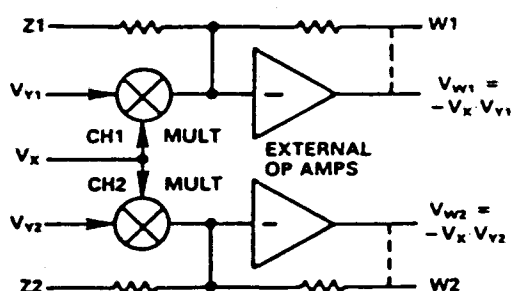 Z1
W1
V_Y1
V_W1 =
-V_X·V_Y1
CH1 MULT
V_X
EXTERNAL
OP AMPS
CH2 MULT
V_Y2
V_W2 =
-V_X·V_Y2
Z2
W2